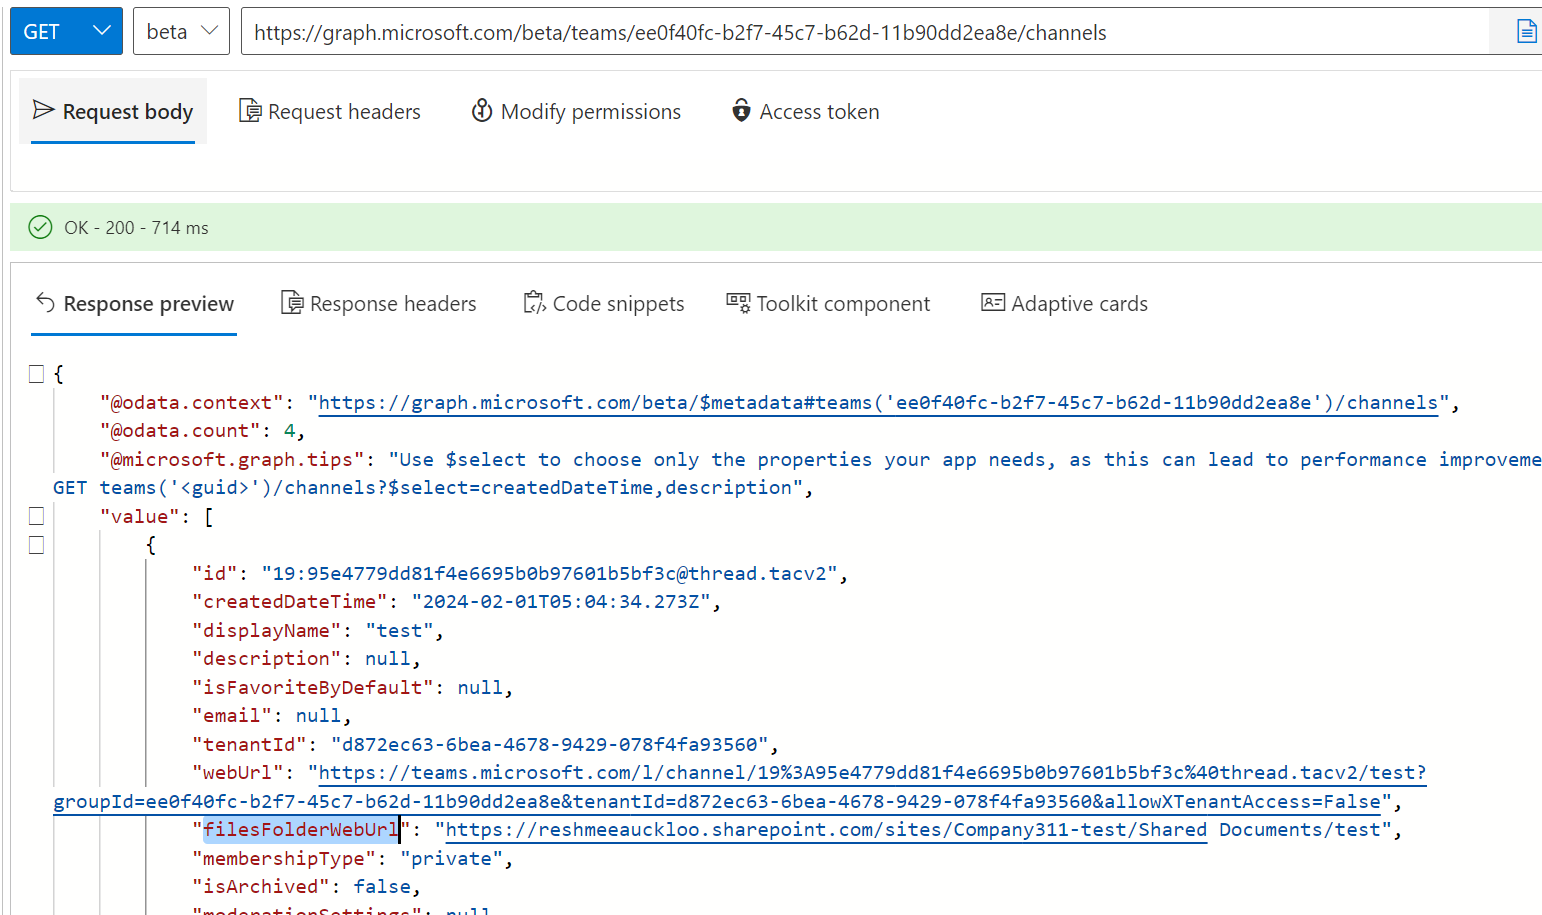 GET beta https://graph.microsoft.com/beta/teams/ee0f40fc-b2f7-45c7-b62d-11b90dd2ea8e/channels
Request body Request headers Modify permissions Access token
OK - 200 - 714 ms
Response preview Response headers Code snippets Toolkit component Adaptive cards
{
"@odata.context": "https://graph.microsoft.com/beta/$metadata#teams('ee0f40fc-b2f7-45c7-b62d-11b90dd2ea8e')/channels",
"@odata.count": 4,
"@microsoft.graph.tips": "Use $select to choose only the properties your app needs, as this can lead to performance improveme
GET teams('<guid>')/channels?$select=createdDateTime,description",
"value": [
{
"id": "19:95e4779dd81f4e6695b0b97601b5bf3c@thread.tacv2",
"createdDateTime": "2024-02-01T05:04:34.273Z",
"displayName": "test",
"description": null,
"isFavoriteByDefault": null,
"email": null,
"tenantId": "d872ec63-6bea-4678-9429-078f4fa93560",
"webUrl": "https://teams.microsoft.com/l/channel/19%3A95e4779dd81f4e6695b0b97601b5bf3c%40thread.tacv2/test?
groupId=ee0f40fc-b2f7-45c7-b62d-11b90dd2ea8e&tenantId=d872ec63-6bea-4678-9429-078f4fa93560&allowXTenantAccess=False",
"filesFolderWebUrl": "https://reshmeeauckloo.sharepoint.com/sites/Company311-test/Shared Documents/test",
"membershipType": "private",
"isArchived": false,
"moderationSettings": null